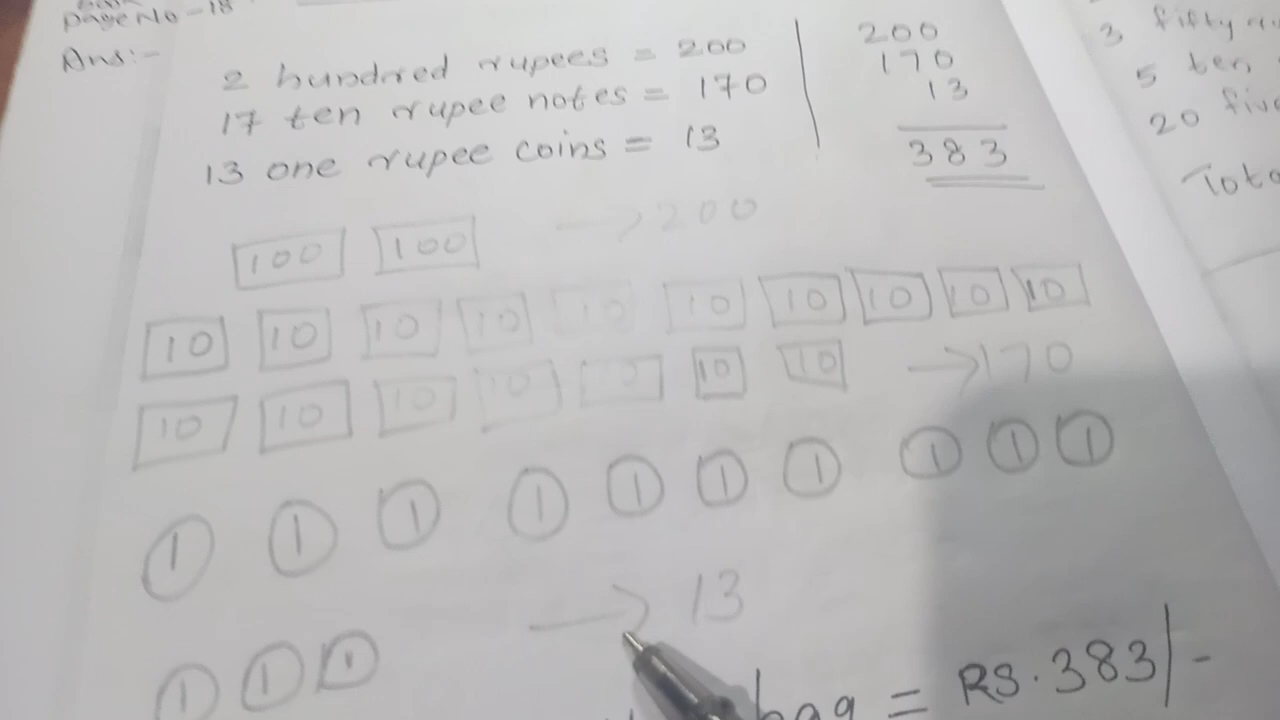 Page No - 18
Ans:-
2 hundred rupees = 200
17 ten rupee notes = 170
13 one rupee coins = 13
200
170
13
383
100 100 → 200
10 10 10 10 10 10 10 10 10 10
10 10 10 10 10 10 10 → 170
1 1 1 1 1 1 1 1 1 1
→ 13
1 1 1
bag = RS. 383/-
3 fifty
5 ten
20